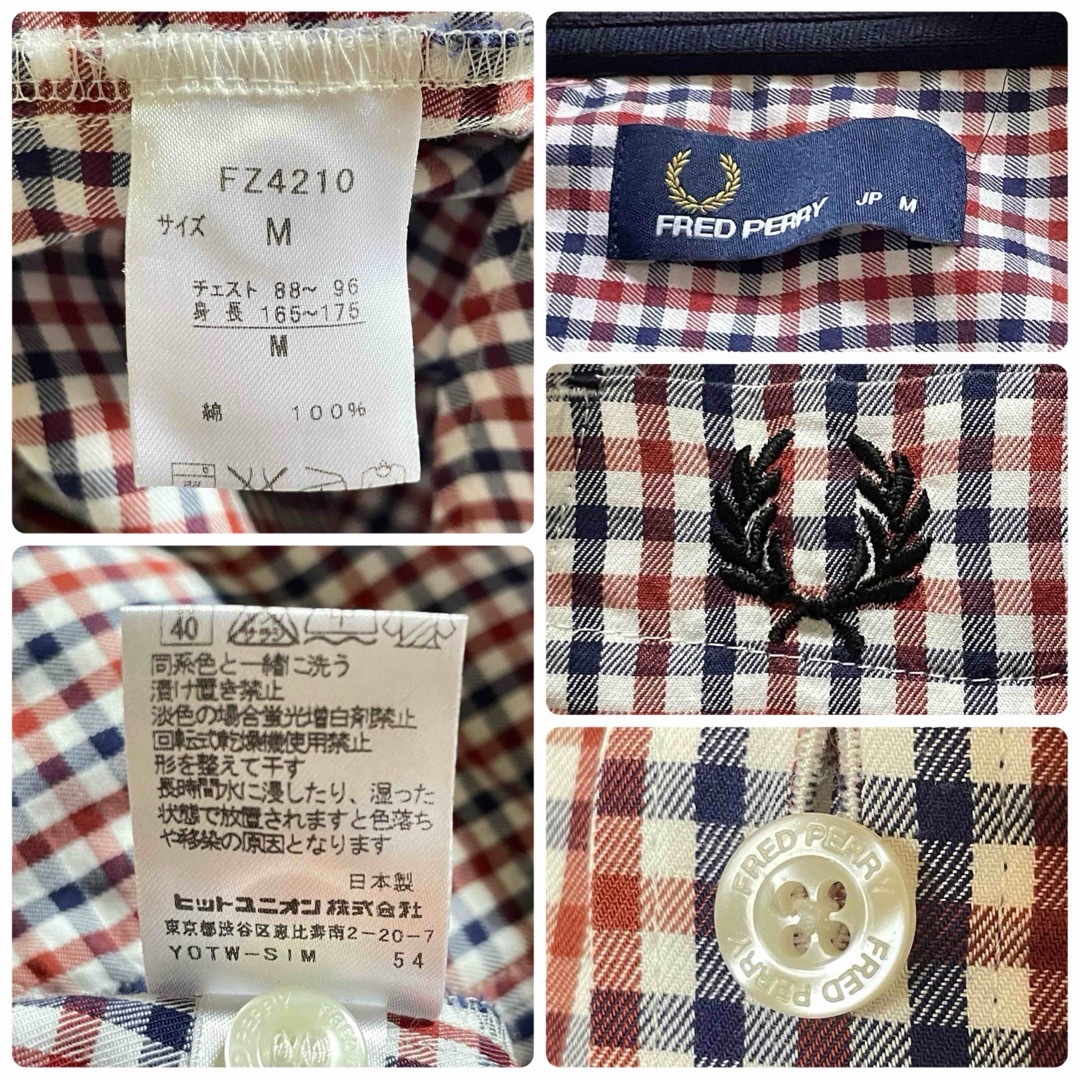 FZ4210
サイズ M
チェスト 88〜 96
身長 165〜175
M
綿 100%
FRED PERRY JP M
40
同系色と一緒に洗う
漬け置き禁止
淡色の場合蛍光増白剤禁止
回転式乾燥機使用禁止
形を整えて干す
長時間水に浸したり、湿った
状態で放置されますと色落ち
や移染の原因となります
日本製
ヒットユニオン株式会社
東京都渋谷区恵比寿南2-20-7
YOTW-SIM 54
FRED PERRY FRED PERRY